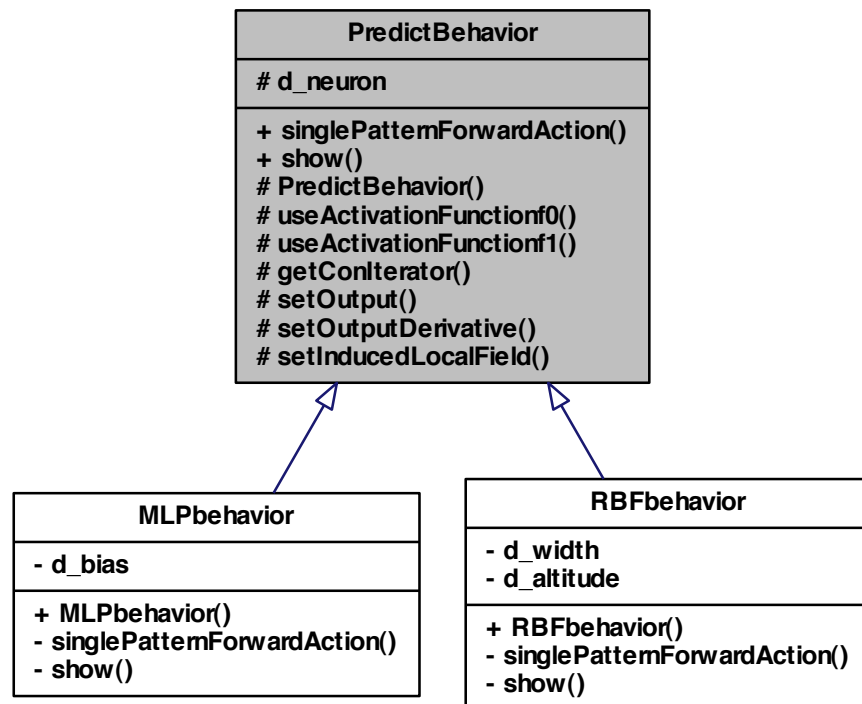 PredictBehavior
# d_neuron
+ singlePatternForwardAction()
+ show()
# PredictBehavior()
# useActivationFunctionf0()
# useActivationFunctionf1()
# getConIterator()
# setOutput()
# setOutputDerivative()
# setInducedLocalField()
MLPbehavior
- d_bias
+ MLPbehavior()
- singlePatternForwardAction()
- show()
RBFbehavior
- d_width
- d_altitude
+ RBFbehavior()
- singlePatternForwardAction()
- show()